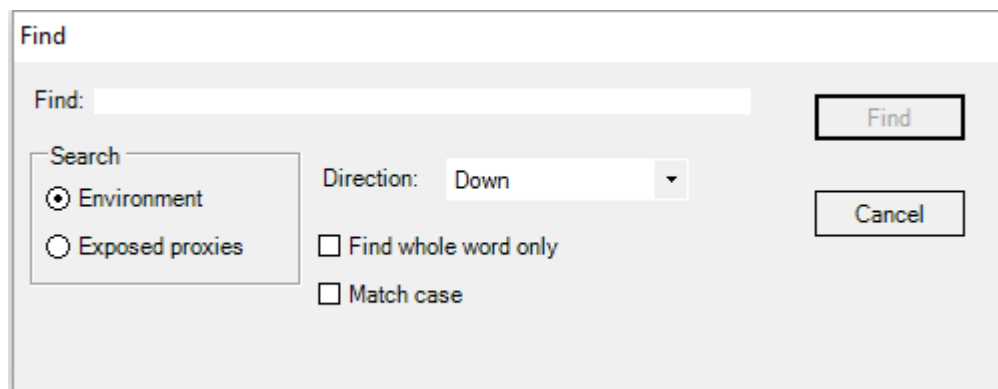 Find
Find:
Find
Search
Environment
Exposed proxies
Direction:
Down
Find whole word only
Match case
Cancel